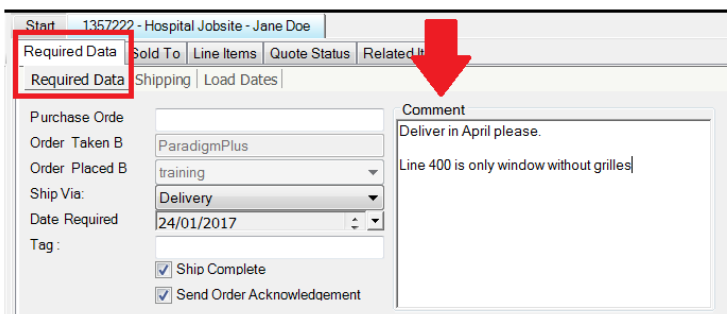 Start 1357222 - Hospital Jobsite - Jane Doe
Required Data Sold To Line Items Quote Status Related It
Required Data Shipping Load Dates
Purchase Orde
Order Taken B ParadigmPlus
Order Placed B training
Ship Via: Delivery
Date Required 24/01/2017
Tag :
Ship Complete
Send Order Acknowledgement
Comment
Deliver in April please.
Line 400 is only window without grilles